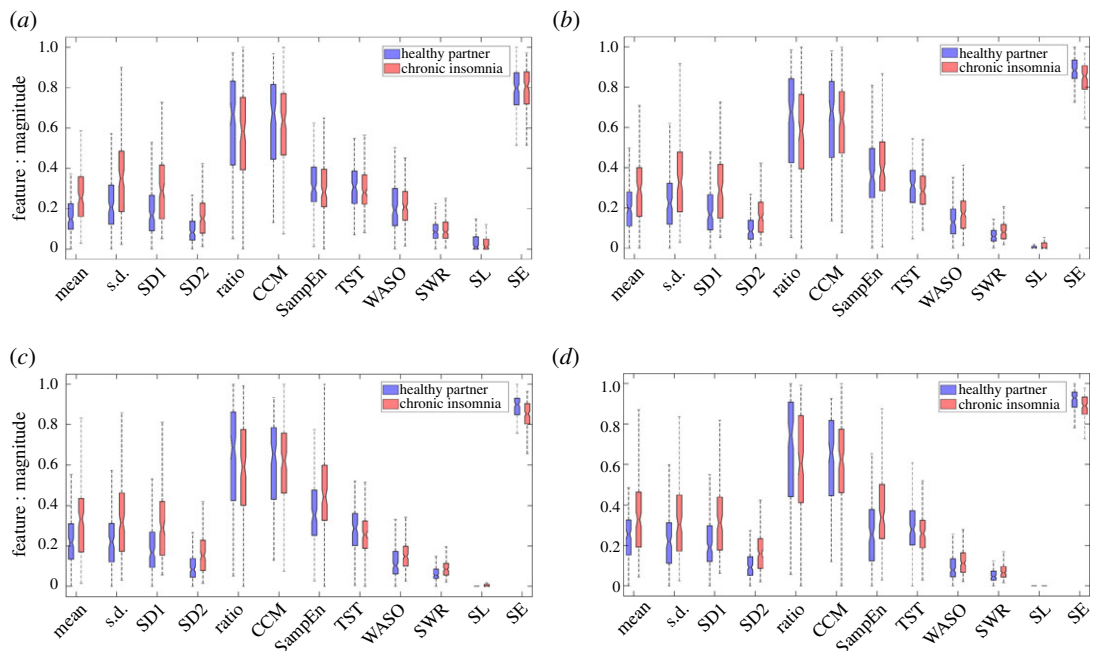 (a)
1.0
0.8
0.6
0.4
0.2
0
feature : magnitude
healthy partner
chronic insomnia
mean
s.d.
SD1
SD2
ratio
CCM
SampEn
TST
WASO
SWR
SL
SE
(b)
1.0
0.8
0.6
0.4
0.2
0
healthy partner
chronic insomnia
mean
s.d.
SD1
SD2
ratio
CCM
SampEn
TST
WASO
SWR
SL
SE
(c)
1.0
0.8
0.6
0.4
0.2
0
feature : magnitude
healthy partner
chronic insomnia
mean
s.d.
SD1
SD2
ratio
CCM
SampEn
TST
WASO
SWR
SL
SE
(d)
1.0
0.8
0.6
0.4
0.2
0
healthy partner
chronic insomnia
mean
s.d.
SD1
SD2
ratio
CCM
SampEn
TST
WASO
SWR
SL
SE